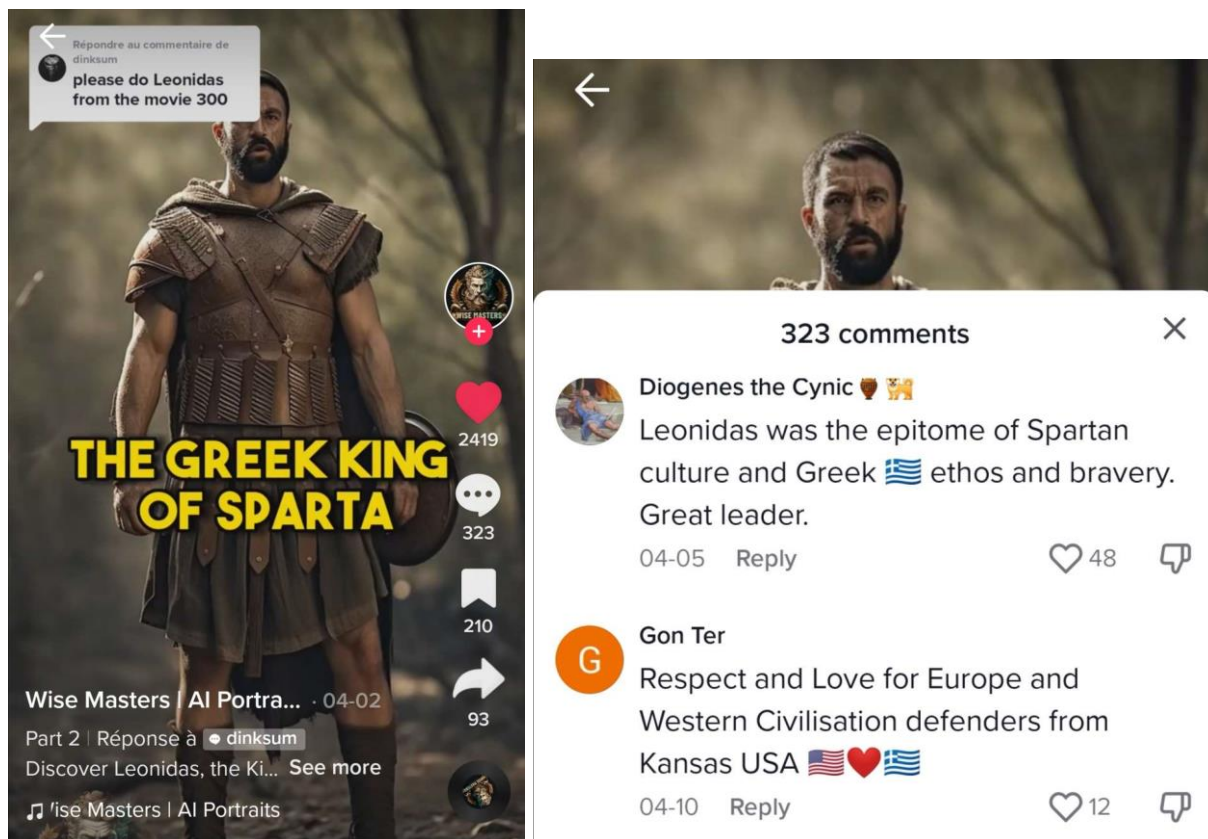 Répondre au commentaire de
dinksum
please do Leonidas
from the movie 300
WISE MASTERS
2419
THE GREEK KING
OF SPARTA
323
210
93
Wise Masters | AI Portra... · 04-02
Part 2 | Réponse à dinksum
Discover Leonidas, the Ki... See more
'ise Masters | AI Portraits
323 comments
Diogenes the Cynic 🏺 🐕
Leonidas was the epitome of Spartan
culture and Greek 🇬🇷 ethos and bravery.
Great leader.
04-05 Reply 48
G
Gon Ter
Respect and Love for Europe and
Western Civilisation defenders from
Kansas USA 🇺🇸❤️🇬🇷
04-10 Reply 12